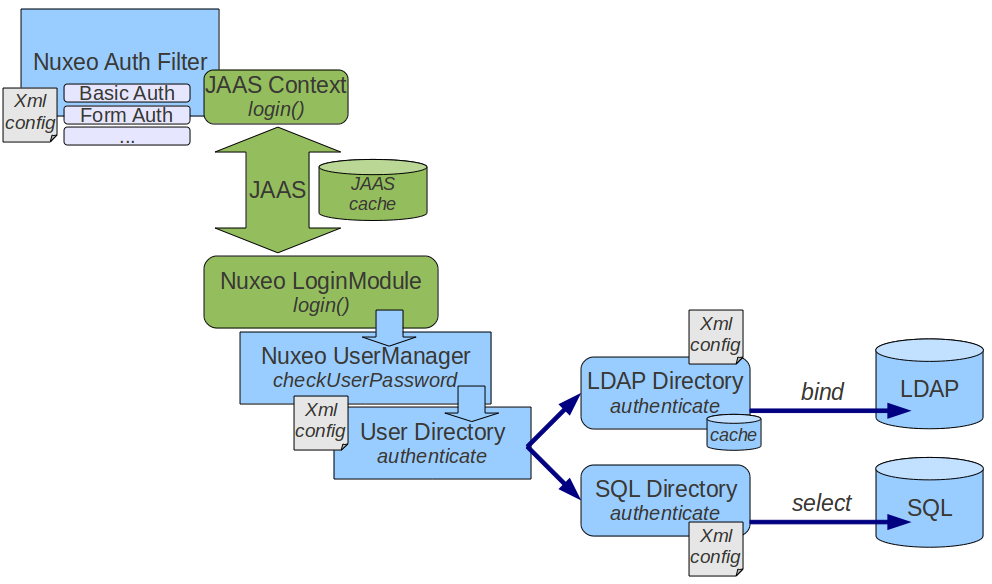 Nuxeo Auth Filter
Xml
config
Basic Auth
Form Auth
...
JAAS Context
login()
JAAS
JAAS
cache
Nuxeo LoginModule
login()
Nuxeo UserManager
checkUserPassword
Xml
config
User Directory
authenticate
Xml
config
LDAP Directory
authenticate
cache
bind
LDAP
SQL Directory
authenticate
Xml
config
select
SQL